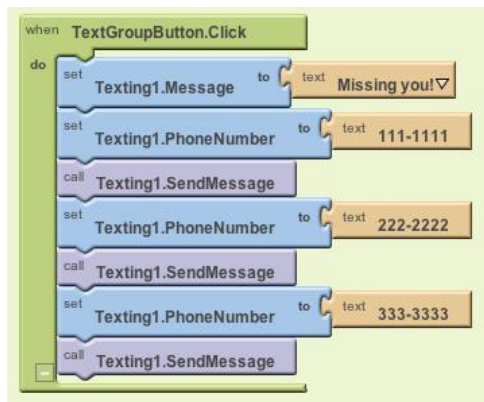 when TextGroupButton.Click
do
set Texting1.Message to text Missing you!
set Texting1.PhoneNumber to text 111-1111
call Texting1.SendMessage
set Texting1.PhoneNumber to text 222-2222
call Texting1.SendMessage
set Texting1.PhoneNumber to text 333-3333
call Texting1.SendMessage